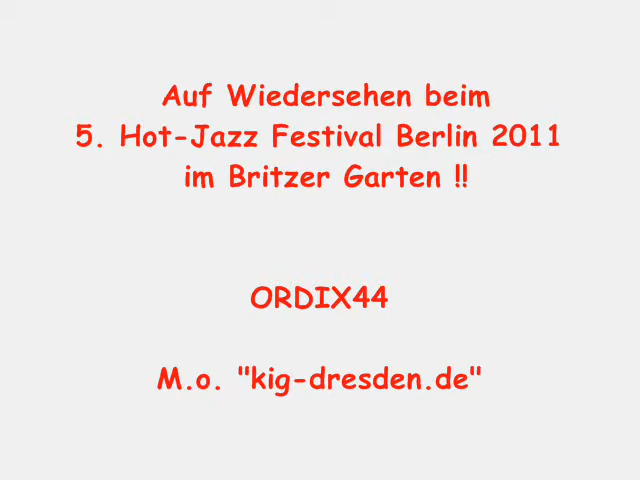 Auf Wiedersehen beim
5. Hot-Jazz Festival Berlin 2011
im Britzer Garten !!
ORDIX44
M.o. "kig-dresden.de"